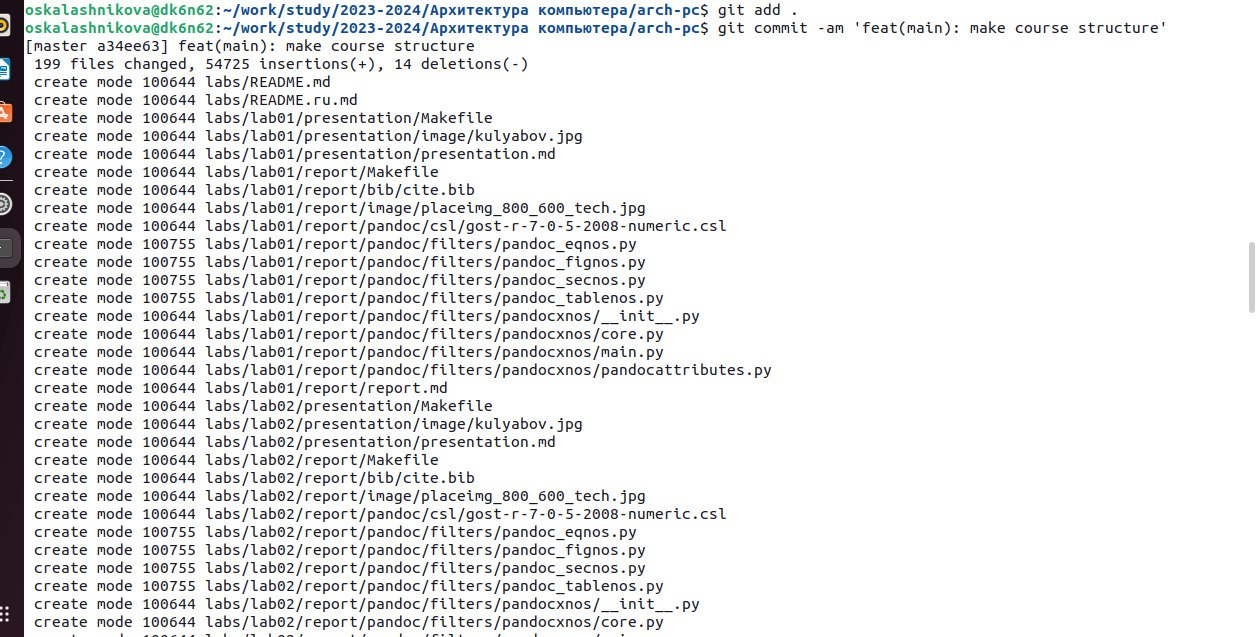 oskalashnikova@dk6n62:~/work/study/2023-2024/Архитектура компьютера/arch-pc$ git add .
oskalashnikova@dk6n62:~/work/study/2023-2024/Архитектура компьютера/arch-pc$ git commit -am 'feat(main): make course structure'
[master a34ee63] feat(main): make course structure
 199 files changed, 54725 insertions(+), 14 deletions(-)
 create mode 100644 labs/README.md
 create mode 100644 labs/README.ru.md
 create mode 100644 labs/lab01/presentation/Makefile
 create mode 100644 labs/lab01/presentation/image/kulyabov.jpg
 create mode 100644 labs/lab01/presentation/presentation.md
 create mode 100644 labs/lab01/report/Makefile
 create mode 100644 labs/lab01/report/bib/cite.bib
 create mode 100644 labs/lab01/report/image/placeimg_800_600_tech.jpg
 create mode 100644 labs/lab01/report/pandoc/csl/gost-r-7-0-5-2008-numeric.csl
 create mode 100755 labs/lab01/report/pandoc/filters/pandoc_eqnos.py
 create mode 100755 labs/lab01/report/pandoc/filters/pandoc_fignos.py
 create mode 100755 labs/lab01/report/pandoc/filters/pandoc_secnos.py
 create mode 100755 labs/lab01/report/pandoc/filters/pandoc_tablenos.py
 create mode 100644 labs/lab01/report/pandoc/filters/pandocxnos/__init__.py
 create mode 100644 labs/lab01/report/pandoc/filters/pandocxnos/core.py
 create mode 100644 labs/lab01/report/pandoc/filters/pandocxnos/main.py
 create mode 100644 labs/lab01/report/pandoc/filters/pandocxnos/pandocattributes.py
 create mode 100644 labs/lab01/report/report.md
 create mode 100644 labs/lab02/presentation/Makefile
 create mode 100644 labs/lab02/presentation/image/kulyabov.jpg
 create mode 100644 labs/lab02/presentation/presentation.md
 create mode 100644 labs/lab02/report/Makefile
 create mode 100644 labs/lab02/report/bib/cite.bib
 create mode 100644 labs/lab02/report/image/placeimg_800_600_tech.jpg
 create mode 100644 labs/lab02/report/pandoc/csl/gost-r-7-0-5-2008-numeric.csl
 create mode 100755 labs/lab02/report/pandoc/filters/pandoc_eqnos.py
 create mode 100755 labs/lab02/report/pandoc/filters/pandoc_fignos.py
 create mode 100755 labs/lab02/report/pandoc/filters/pandoc_secnos.py
 create mode 100755 labs/lab02/report/pandoc/filters/pandoc_tablenos.py
 create mode 100644 labs/lab02/report/pandoc/filters/pandocxnos/__init__.py
 create mode 100644 labs/lab02/report/pandoc/filters/pandocxnos/core.py